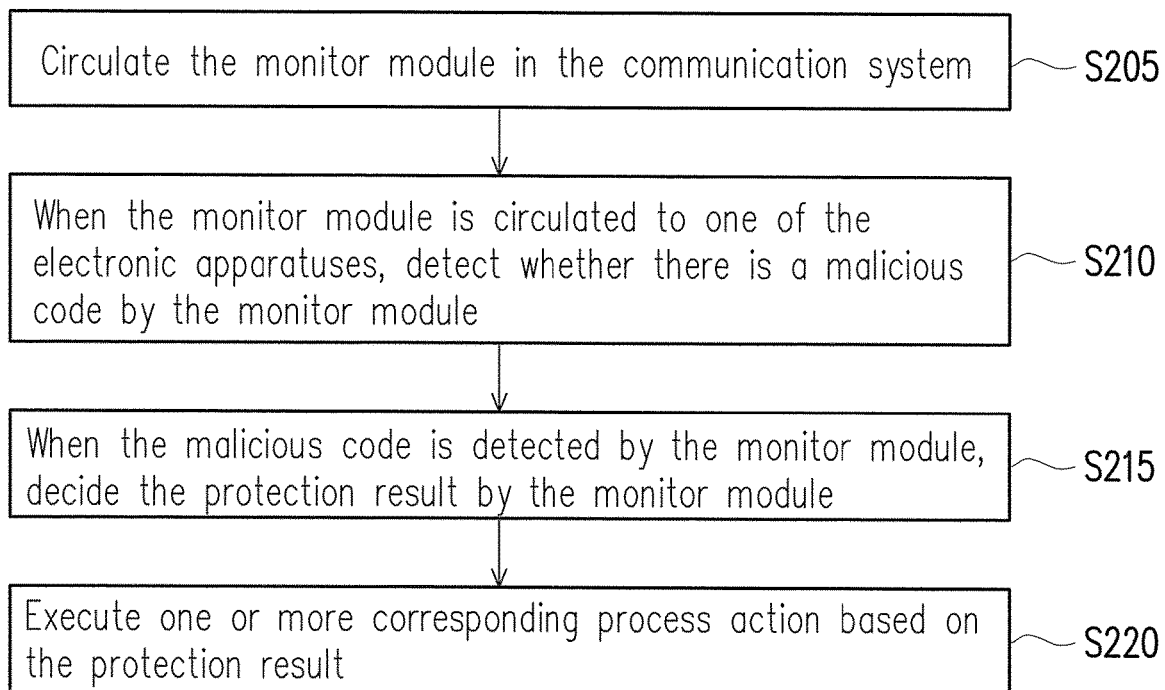 Circulate the monitor module in the communication system
S205
When the monitor module is circulated to one of the
electronic apparatuses, detect whether there is a malicious
code by the monitor module
S210
When the malicious code is detected by the monitor module,
decide the protection result by the monitor module
S215
Execute one or more corresponding process action based on
the protection result
S220